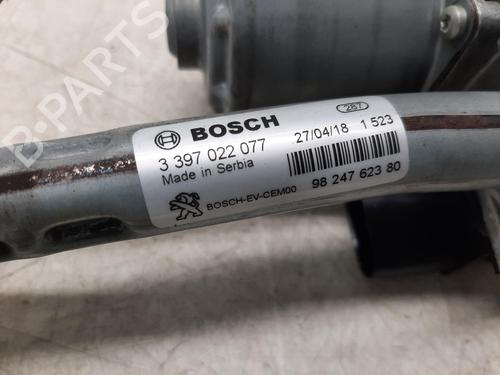 BOSCH
3 397 022 077
Made in Serbia
BOSCH-EV-CEM00
287
27/04/18 1 523
98 247 623 80
B-PARTS